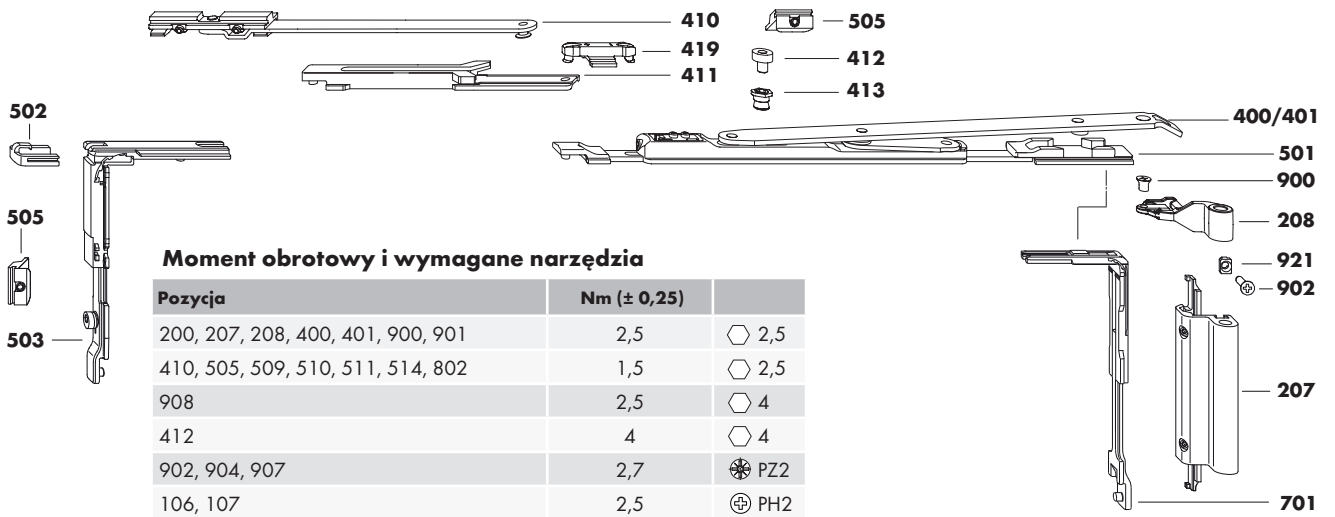 410
505
419
412
411
413
502
400/401
501
900
208
505
921
902
503
207
701
Moment obrotowy i wymagane narzędzia
Pozycja Nm (± 0,25)
200, 207, 208, 400, 401, 900, 901 2,5 2,5
410, 505, 509, 510, 511, 514, 802 1,5 2,5
908 2,5 4
412 4 4
902, 904, 907 2,7 PZ2
106, 107 2,5 PH2